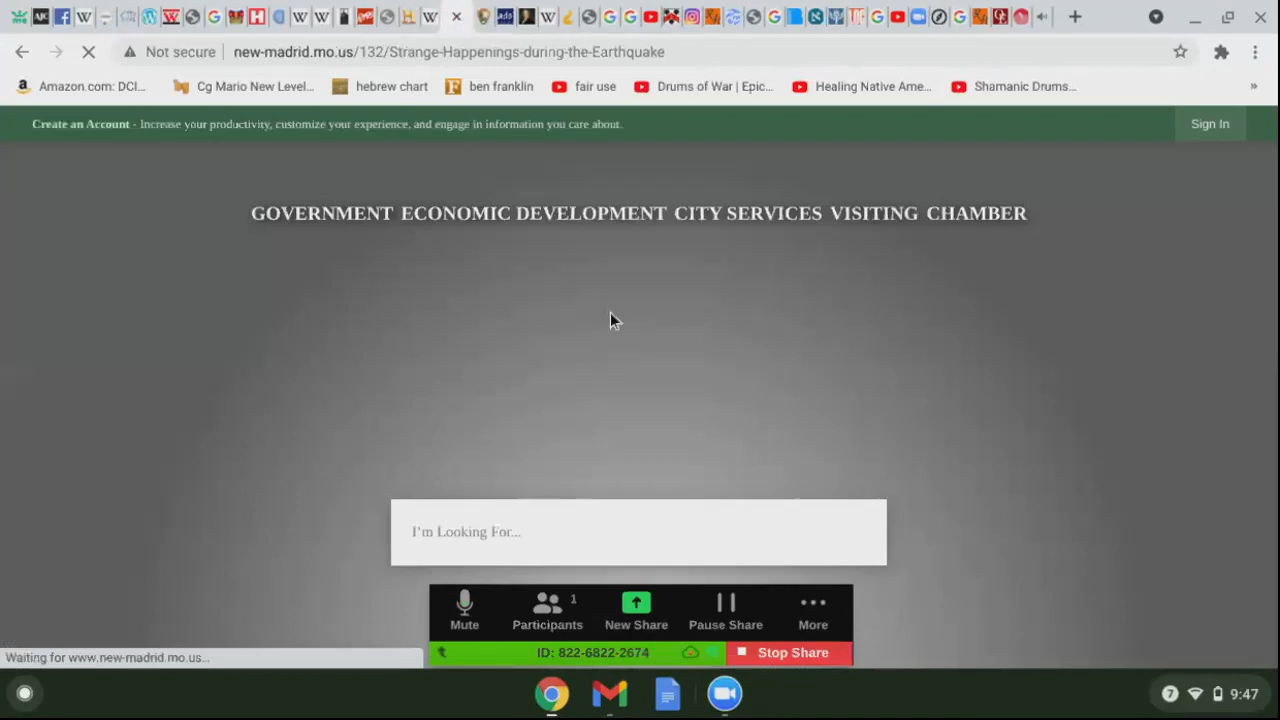 Not secure new-madrid.mo.us/132/Strange-Happenings-during-the-Earthquake
Amazon.com: DCI... Cg Mario New Level... hebrew chart ben franklin fair use Drums of War | Epic... Healing Native Ame... Shamanic Drums... »
Create an Account - Increase your productivity, customize your experience, and engage in information you care about. Sign In
GOVERNMENT ECONOMIC DEVELOPMENT CITY SERVICES VISITING CHAMBER
I'm Looking For...
1
Mute Participants New Share Pause Share More
Waiting for www.new-madrid.mo.us...
ID: 822-6822-2674 Stop Share
7 9:47